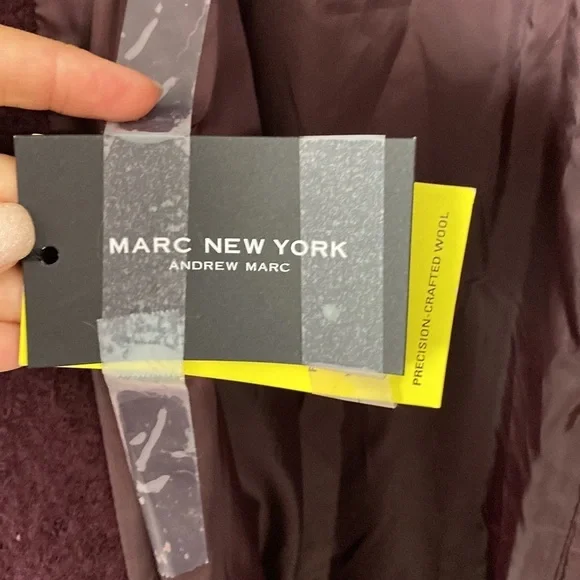 MARC NEW YORK
ANDREW MARC
PRECISION-CRAFTED WOOL